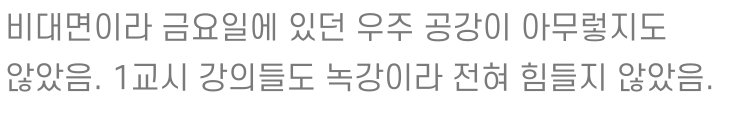 비대면이라 금요일에 있던 우주 공강이 아무렇지도
않았음. 1교시 강의들도 녹강이라 전혀 힘들지 않았음.